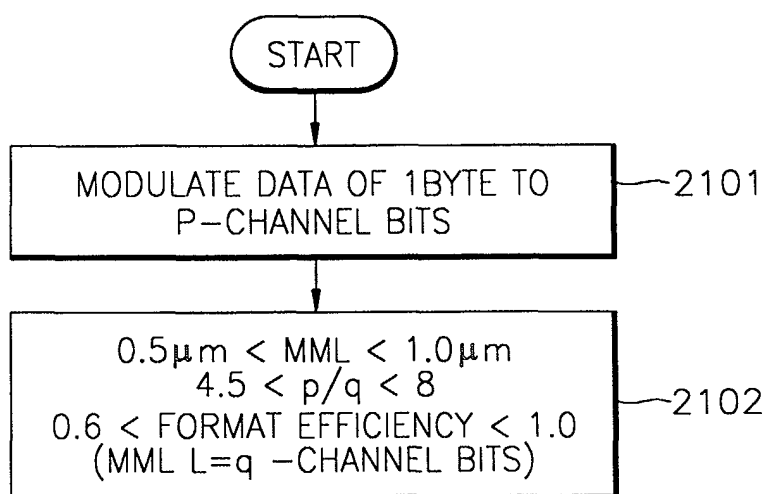 START
MODULATE DATA OF 1BYTE TO
P-CHANNEL BITS
2101
0.5μm < MML < 1.0μm
4.5 < p/q < 8
0.6 < FORMAT EFFICIENCY < 1.0
(MML L=q -CHANNEL BITS)
2102